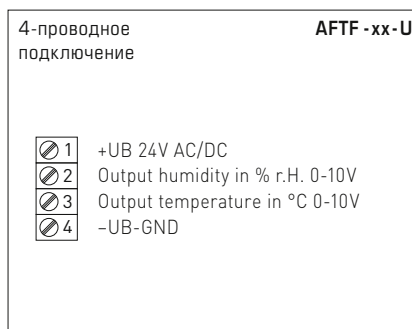 4-проводное
подключение
AFTF - xx - U
1 +UB 24V AC/DC
2 Output humidity in % r.H. 0-10V
3 Output temperature in °C 0-10V
4 –UB-GND